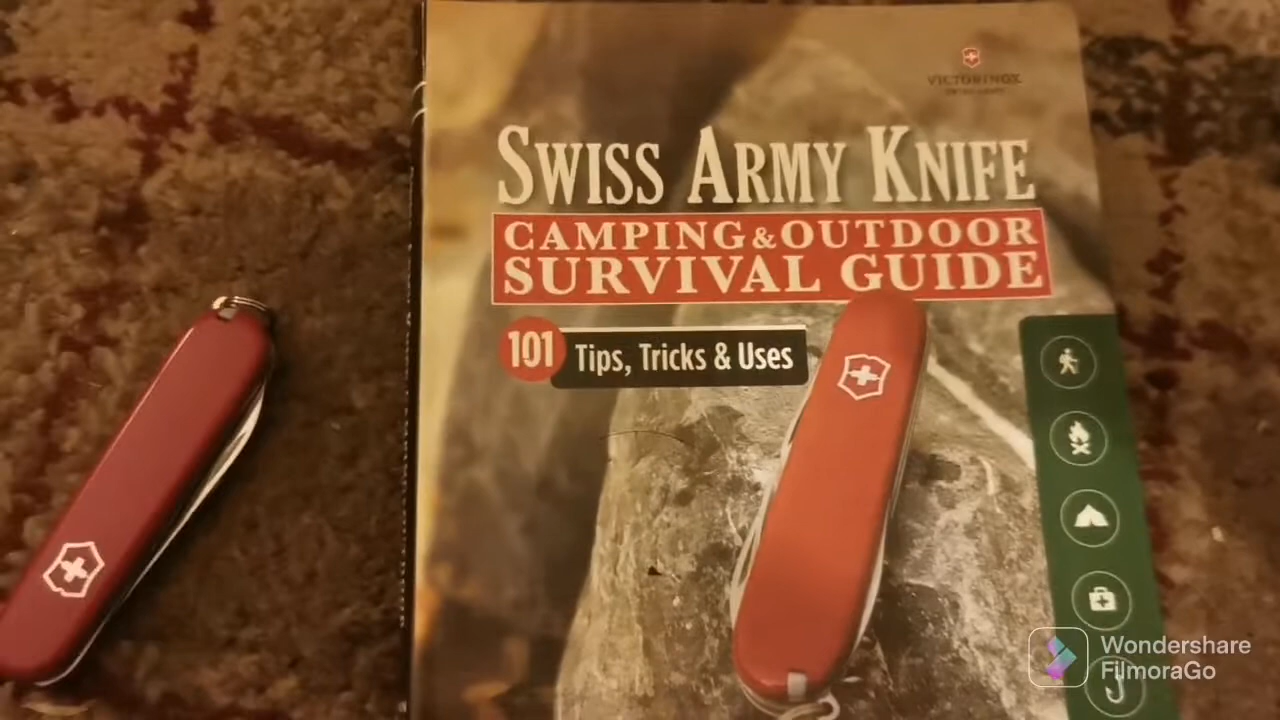 VICTORINOX
SWISS ARMY KNIFE
CAMPING & OUTDOOR
SURVIVAL GUIDE
101 Tips, Tricks & Uses
Wondershare
FilmoraGo